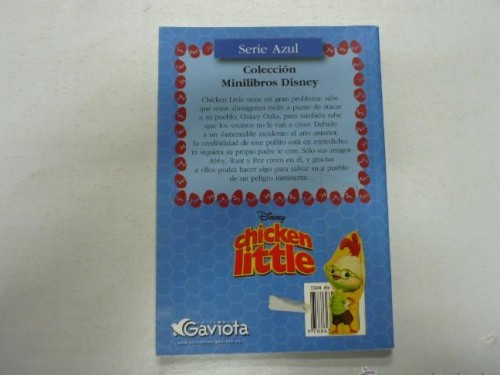 Serie Azul
Colección
Minilibros Disney
Chicken Little tiene un gran problema: sabe
que unos alienígenas están a punto de atacar
a su pueblo, Oakey Oaks, pero también sabe
que los vecinos no le van a creer. Debido
a un «lamentable incidente» el año anterior,
la credibilidad de este pollito está en entredicho;
ni siquiera su propio padre le cree. Sólo sus amigos
Abby, Runt y Pez creen en él, y gracias
a ellos podrá hacer algo para salvar su pueblo
de un peligro inminente...
Disney
chicken
little
ISBN 84
Gaviota